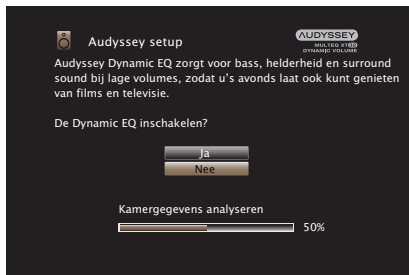 Audyssey setup
AUDYSSEY
MULTEQ XT32
DYNAMIC VOLUME
Audyssey Dynamic EQ zorgt voor bass, helderheid en surround
sound bij lage volumes, zodat u's avonds laat ook kunt genieten
van films en televisie.
De Dynamic EQ inschakelen?
Ja
Nee
Kamergegevens analyseren
50%